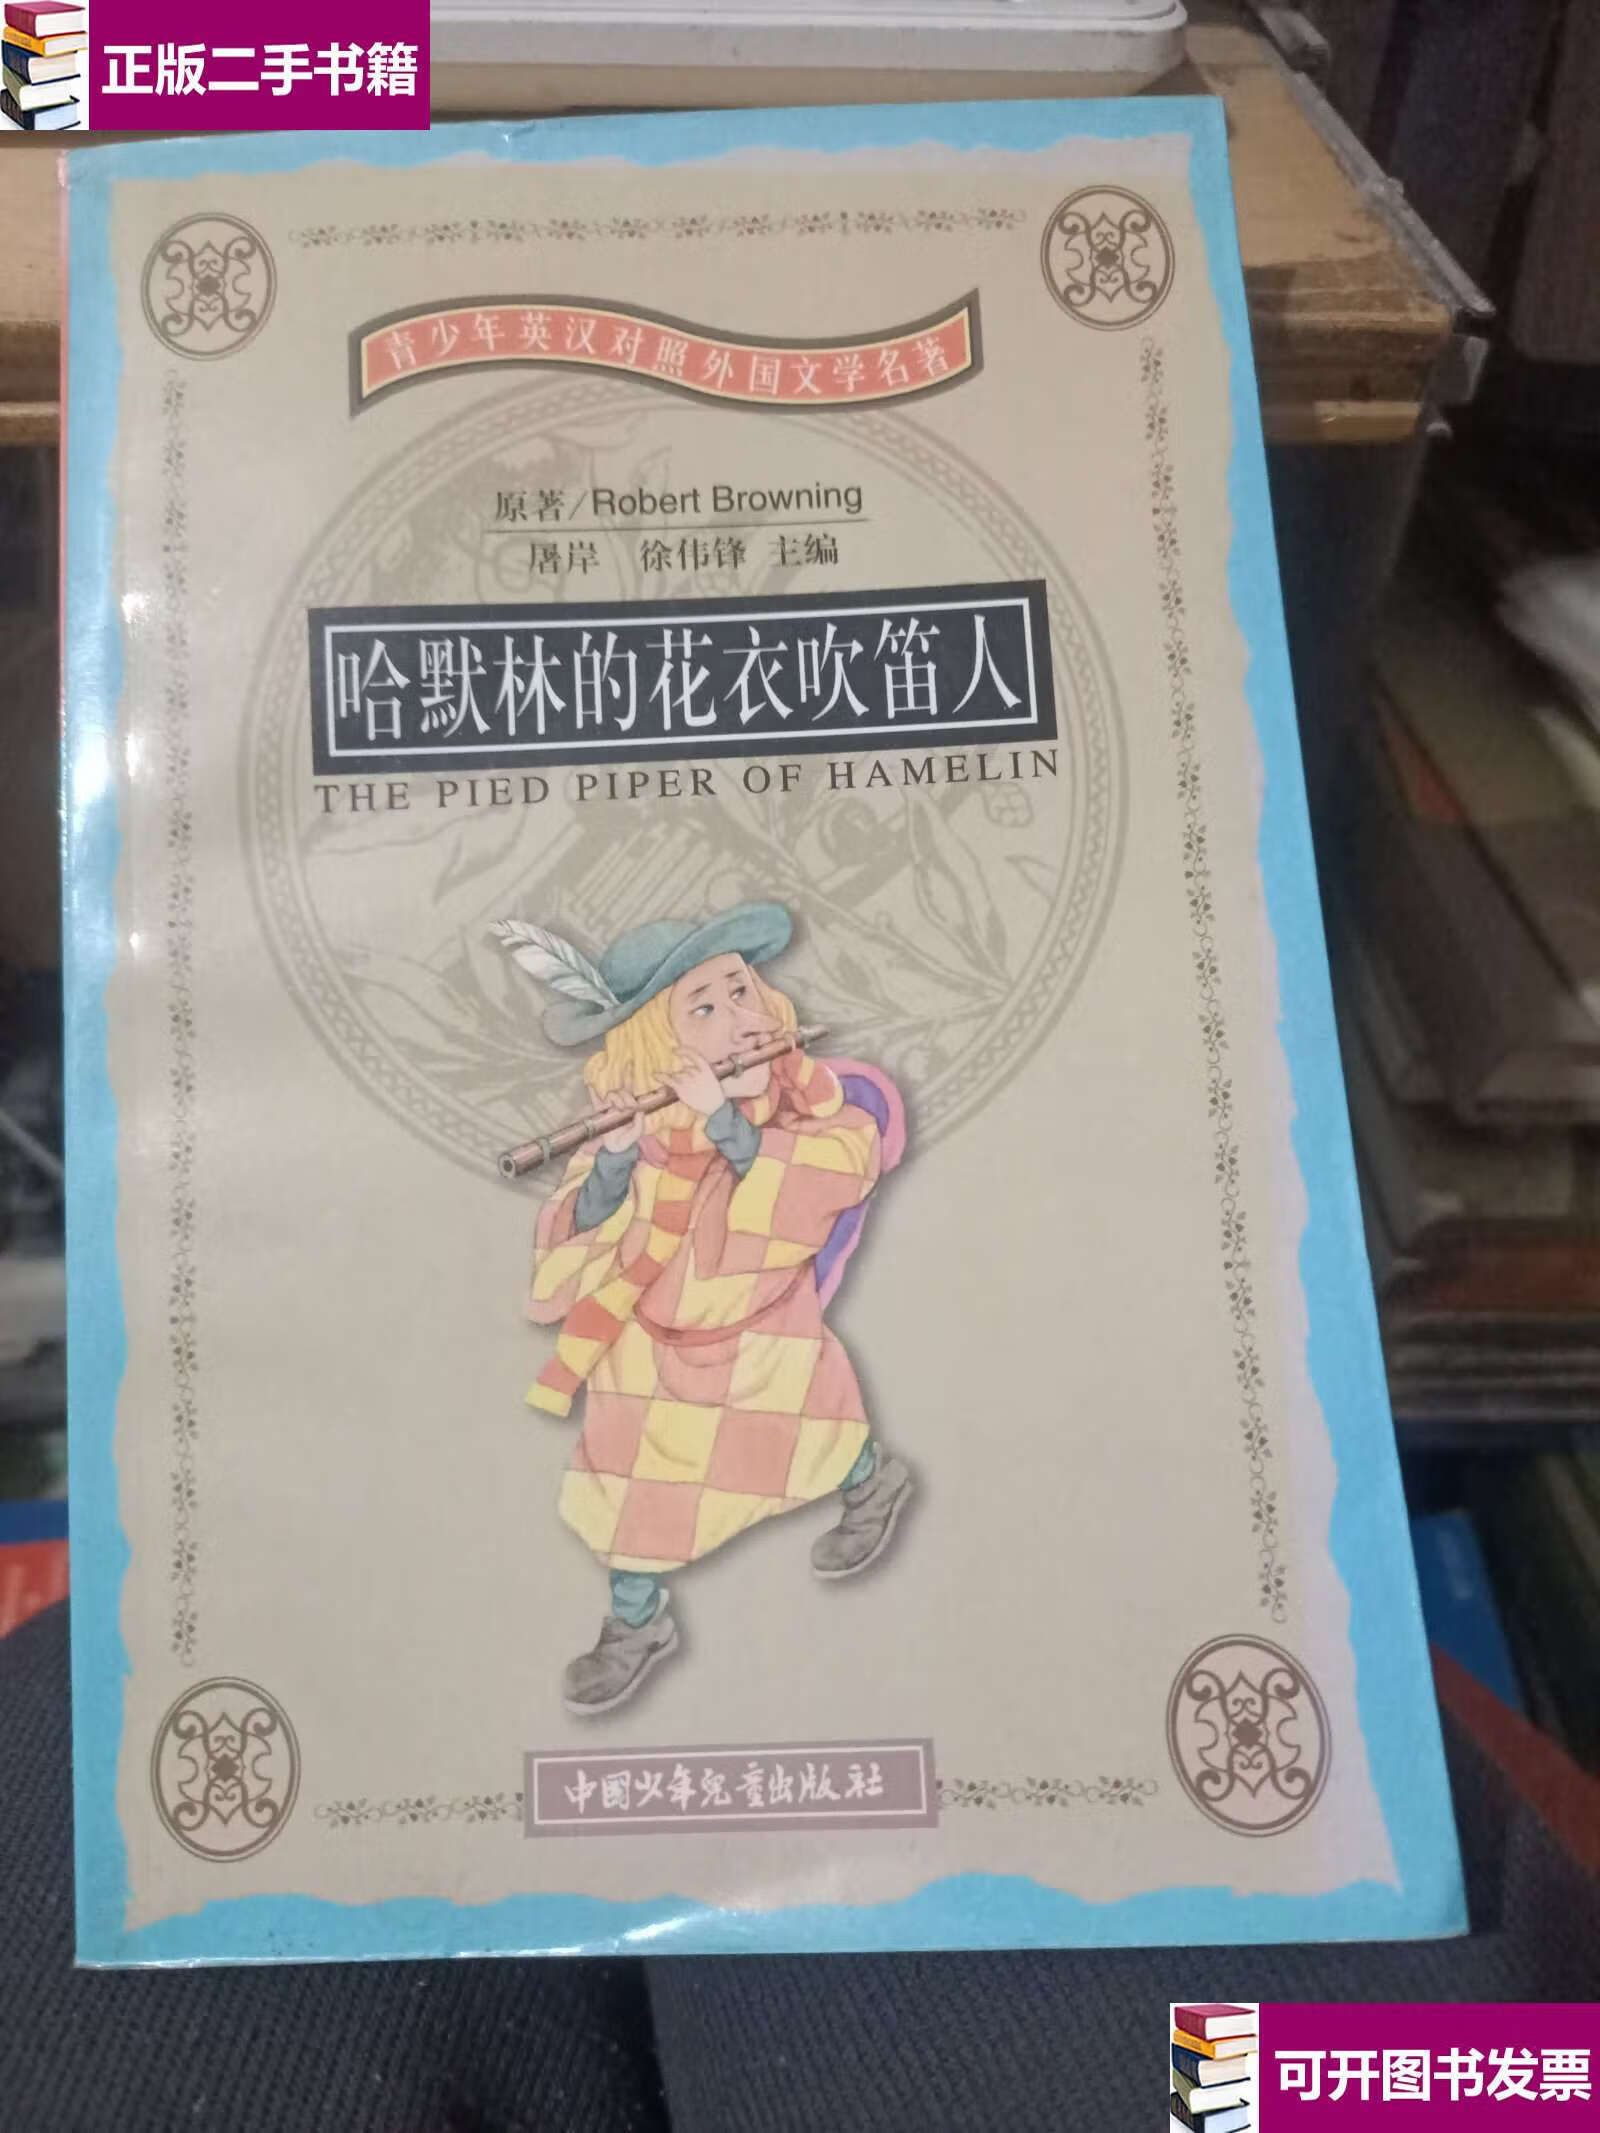 正版二手书籍
青少年英汉对照外国文学名著
原著/Robert Browning
屠岸 徐伟锋 主编
哈默林的花衣吹笛人
THE PIED PIPER OF HAMELIN
中國少年兒童出版社
可开图书发票